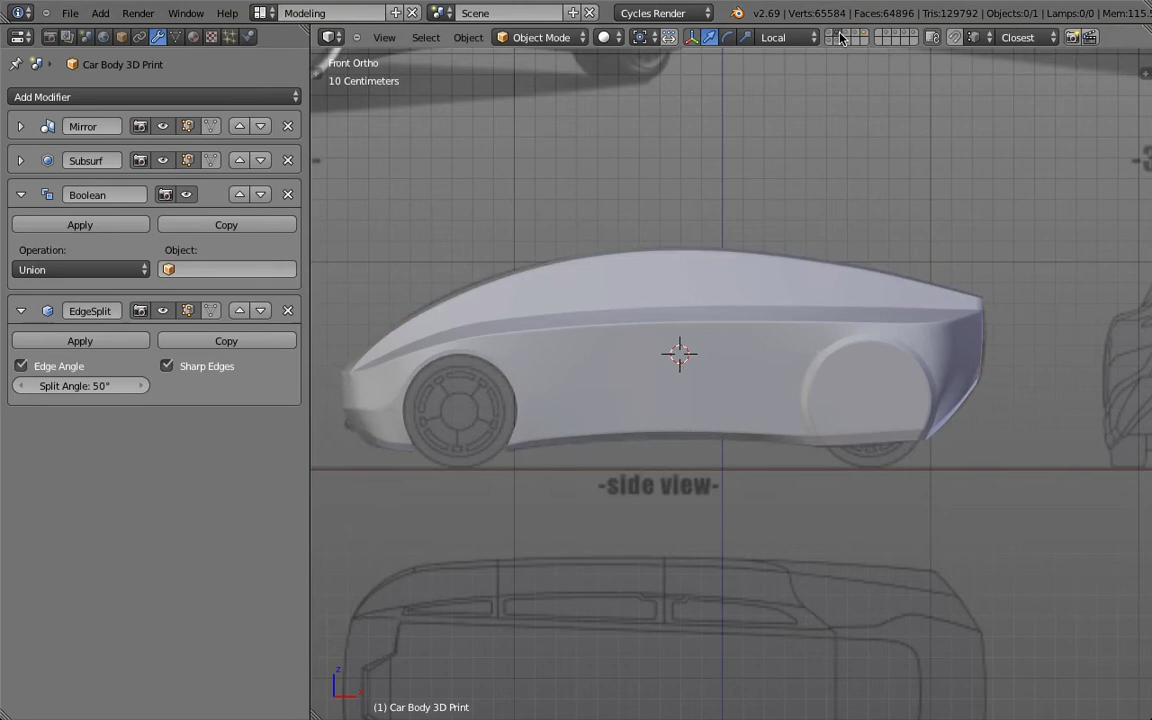 File Add Render Window Help Modeling Scene Cycles Render v2.69 | Verts:65584 | Faces:64896 | Tris:129792 | Objects:0/1 | Lamps:0/0 | Mem:115.
View Select Object Object Mode Local Closest
Car Body 3D Print
Add Modifier
Mirror
Subsurf
Boolean
Apply Copy
Operation: Object:
Union
EdgeSplit
Apply Copy
Edge Angle Sharp Edges
Split Angle: 50°
Front Ortho
10 Centimeters
-side view-
z
x
(1) Car Body 3D Print